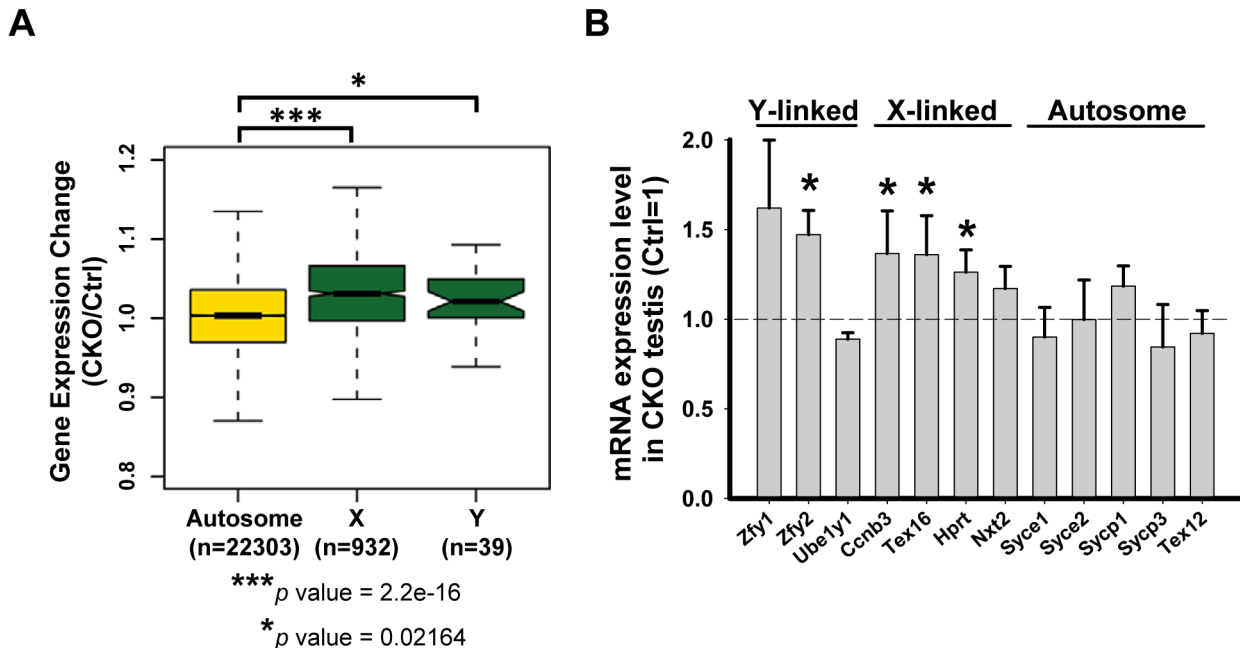 A
*
***
Gene Expression Change
(CKO/Ctrl)
1.2
1.1
1.0
0.9
0.8
Autosome
(n=22303)
X
(n=932)
Y
(n=39)
***p value = 2.2e-16
*p value = 0.02164
B
Y-linked X-linked Autosome
mRNA expression level
in CKO testis (Ctrl=1)
2.0
1.5
1.0
0.5
0.0
* * * *
Zfy1
Zfy2
Ube1y1
Ccnb3
Tex16
Hprt
Nxt2
Syce1
Syce2
Sycp1
Sycp3
Tex12